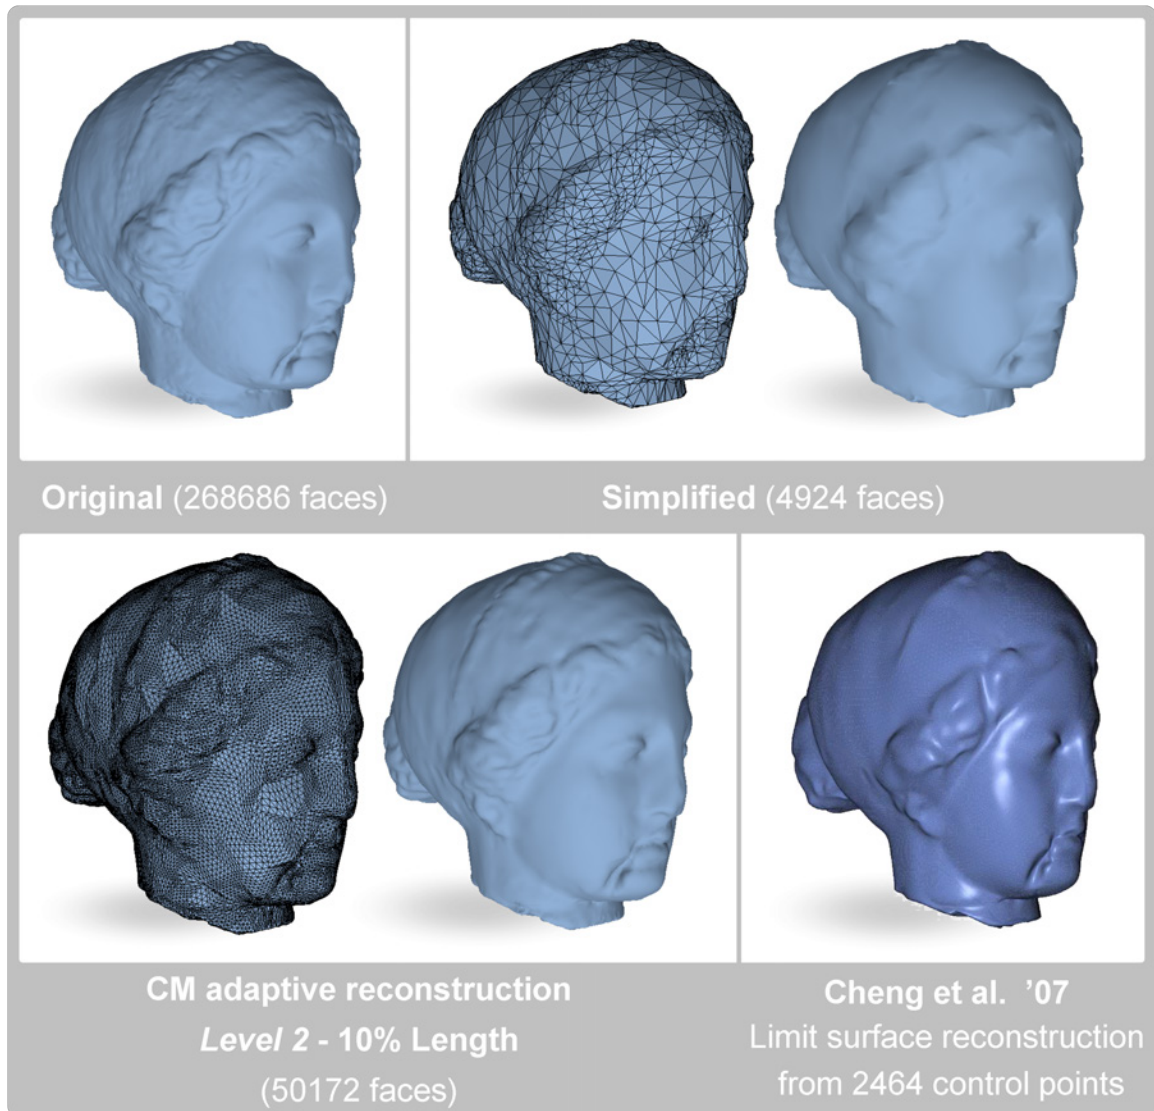 Original (268686 faces)
Simplified (4924 faces)
CM adaptive reconstruction
Level 2 - 10% Length
(50172 faces)
Cheng et al. ’07
Limit surface reconstruction
from 2464 control points